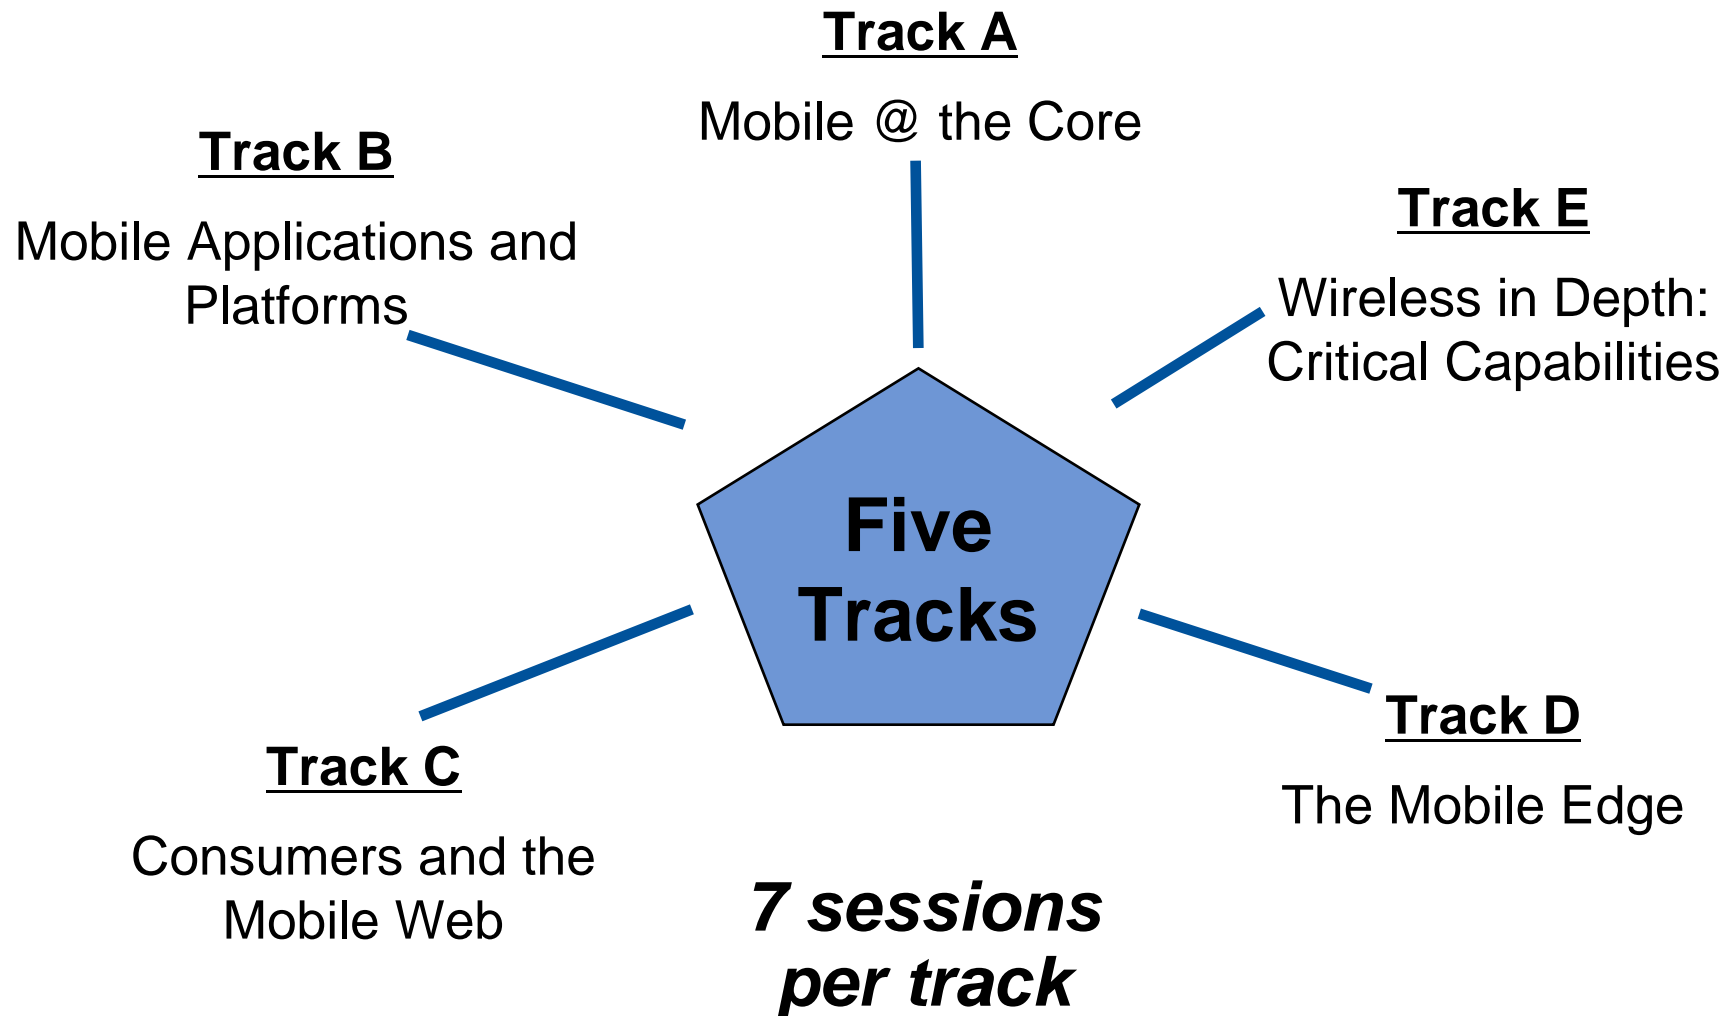 Track A
Mobile @ the Core
Track B
Mobile Applications and
Platforms
Track E
Wireless in Depth:
Critical Capabilities
Five
Tracks
Track D
The Mobile Edge
Track C
Consumers and the
Mobile Web
7 sessions
per track